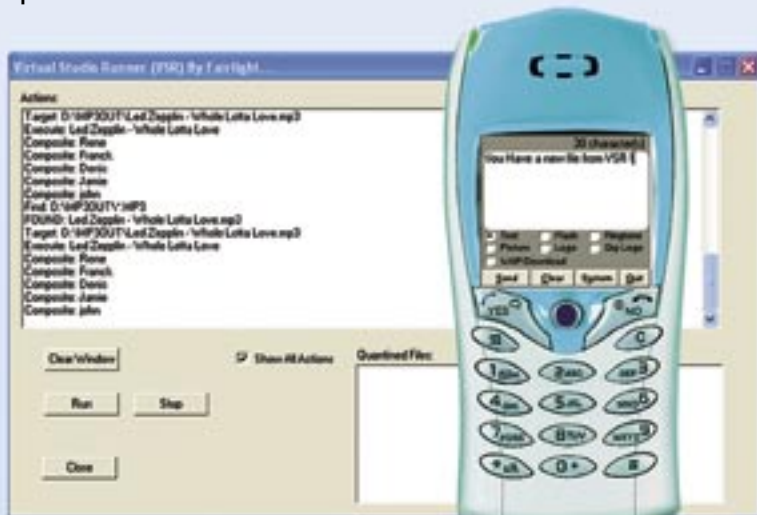 Virtual Studio Runner (VSR) By Fairlight...
Actions:
Target: D:\MP3OUT\Led Zepplin - Whole Lotta Love.mp3
Execute: Led Zepplin - Whole Lotta Love
Composite: Rene
Composite: Franck
Composite: Denis
Composite: Jamie
Composite: john
Find: D:\MP3OUT\*.MP3
FOUND: Led Zepplin - Whole Lotta Love.mp3
Target: D:\MP3OUT\Led Zepplin - Whole Lotta Love.mp3
Execute: Led Zepplin - Whole Lotta Love
Composite: Rene
Composite: Franck
Composite: Denis
Composite: Jamie
Composite: john
Clear Window
Show All Actions
Quantined Files:
Run
Stop
Close
30 character(s)
You Have a new file from VSR !
Text
Flash
Ringtone
Picture
Logo
Grp Logo
WAP Download
Send
Clear
System
Quit
YES
NO
C
1
2 ABC
DEF 3
4
5 JKL
MNO 6
7
8 TUV
WXYZ 9
*
0 +
#